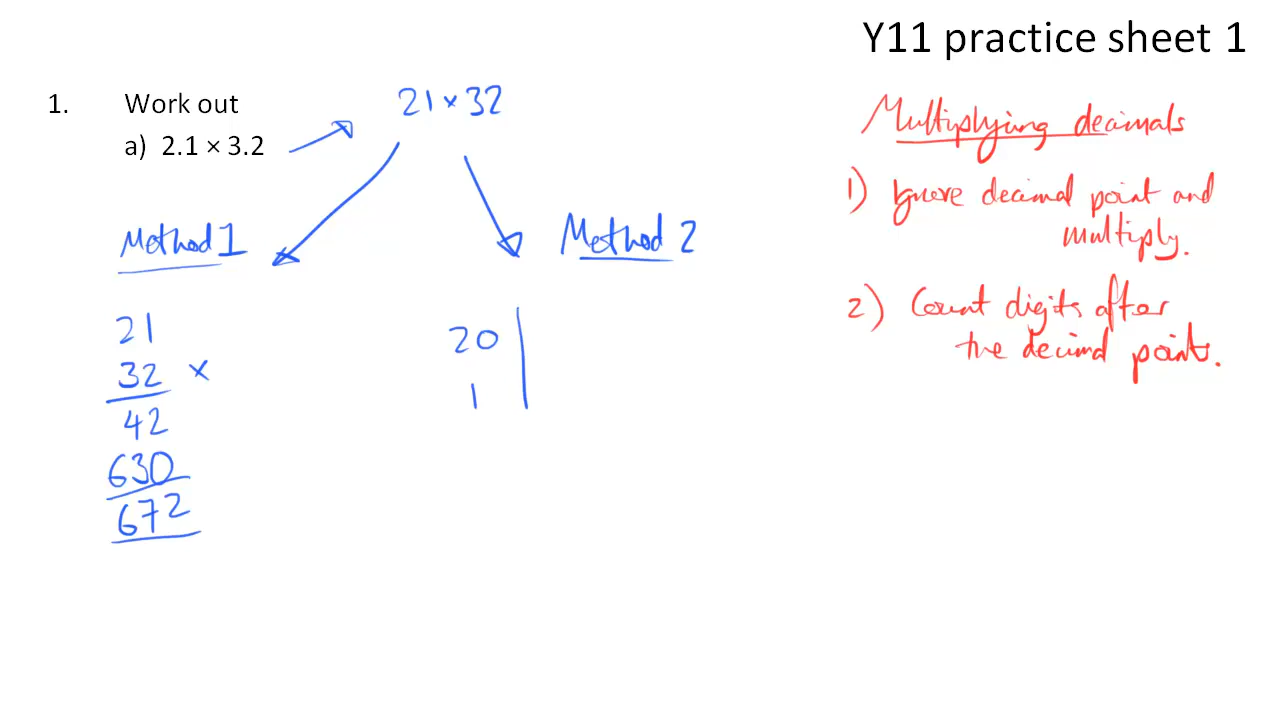 Y11 practice sheet 1
1. Work out
a) 2.1 × 3.2
21 × 32
Method 1
21
32 ×
42
630
672
Method 2
20
1
Multiplying decimals
1) Ignore decimal point and
multiply.
2) Count digits after
the decimal points.